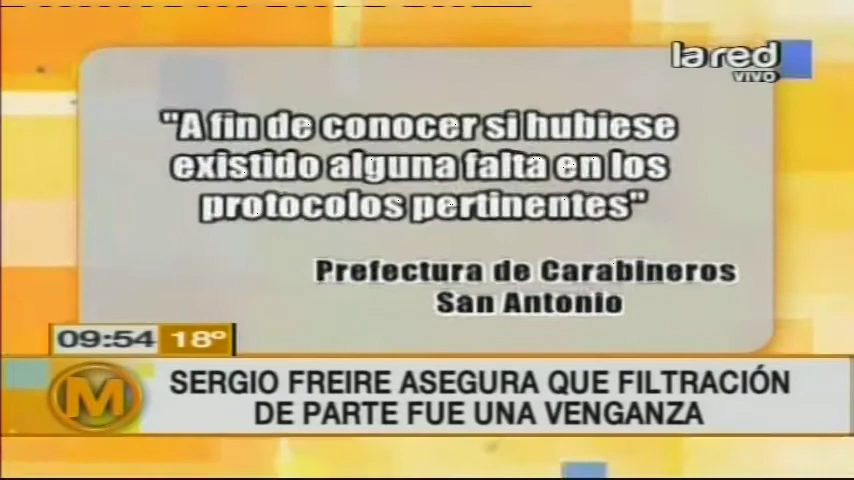 la red
VIVO
"A fin de conocer si hubiese
existido alguna falta en los
protocolos pertinentes"
Prefectura de Carabineros
San Antonio
09:54 18°
M
SERGIO FREIRE ASEGURA QUE FILTRACIÓN
DE PARTE FUE UNA VENGANZA